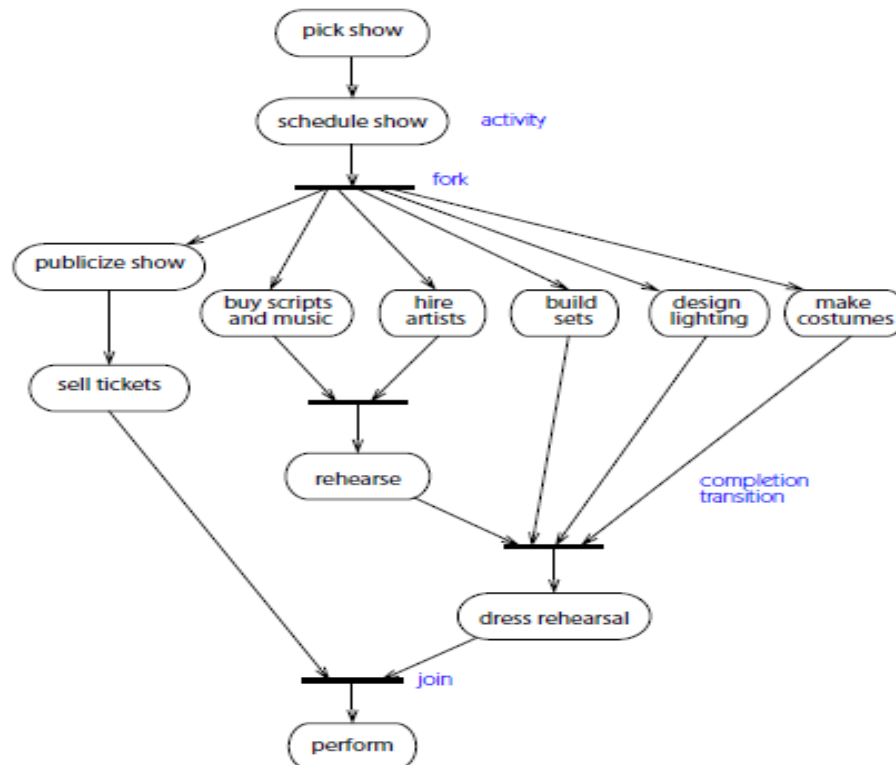 pick show
schedule show
activity
fork
publicize show
buy scripts
and music
hire
artists
build
sets
design
lighting
make
costumes
sell tickets
rehearse
completion
transition
dress rehearsal
join
perform